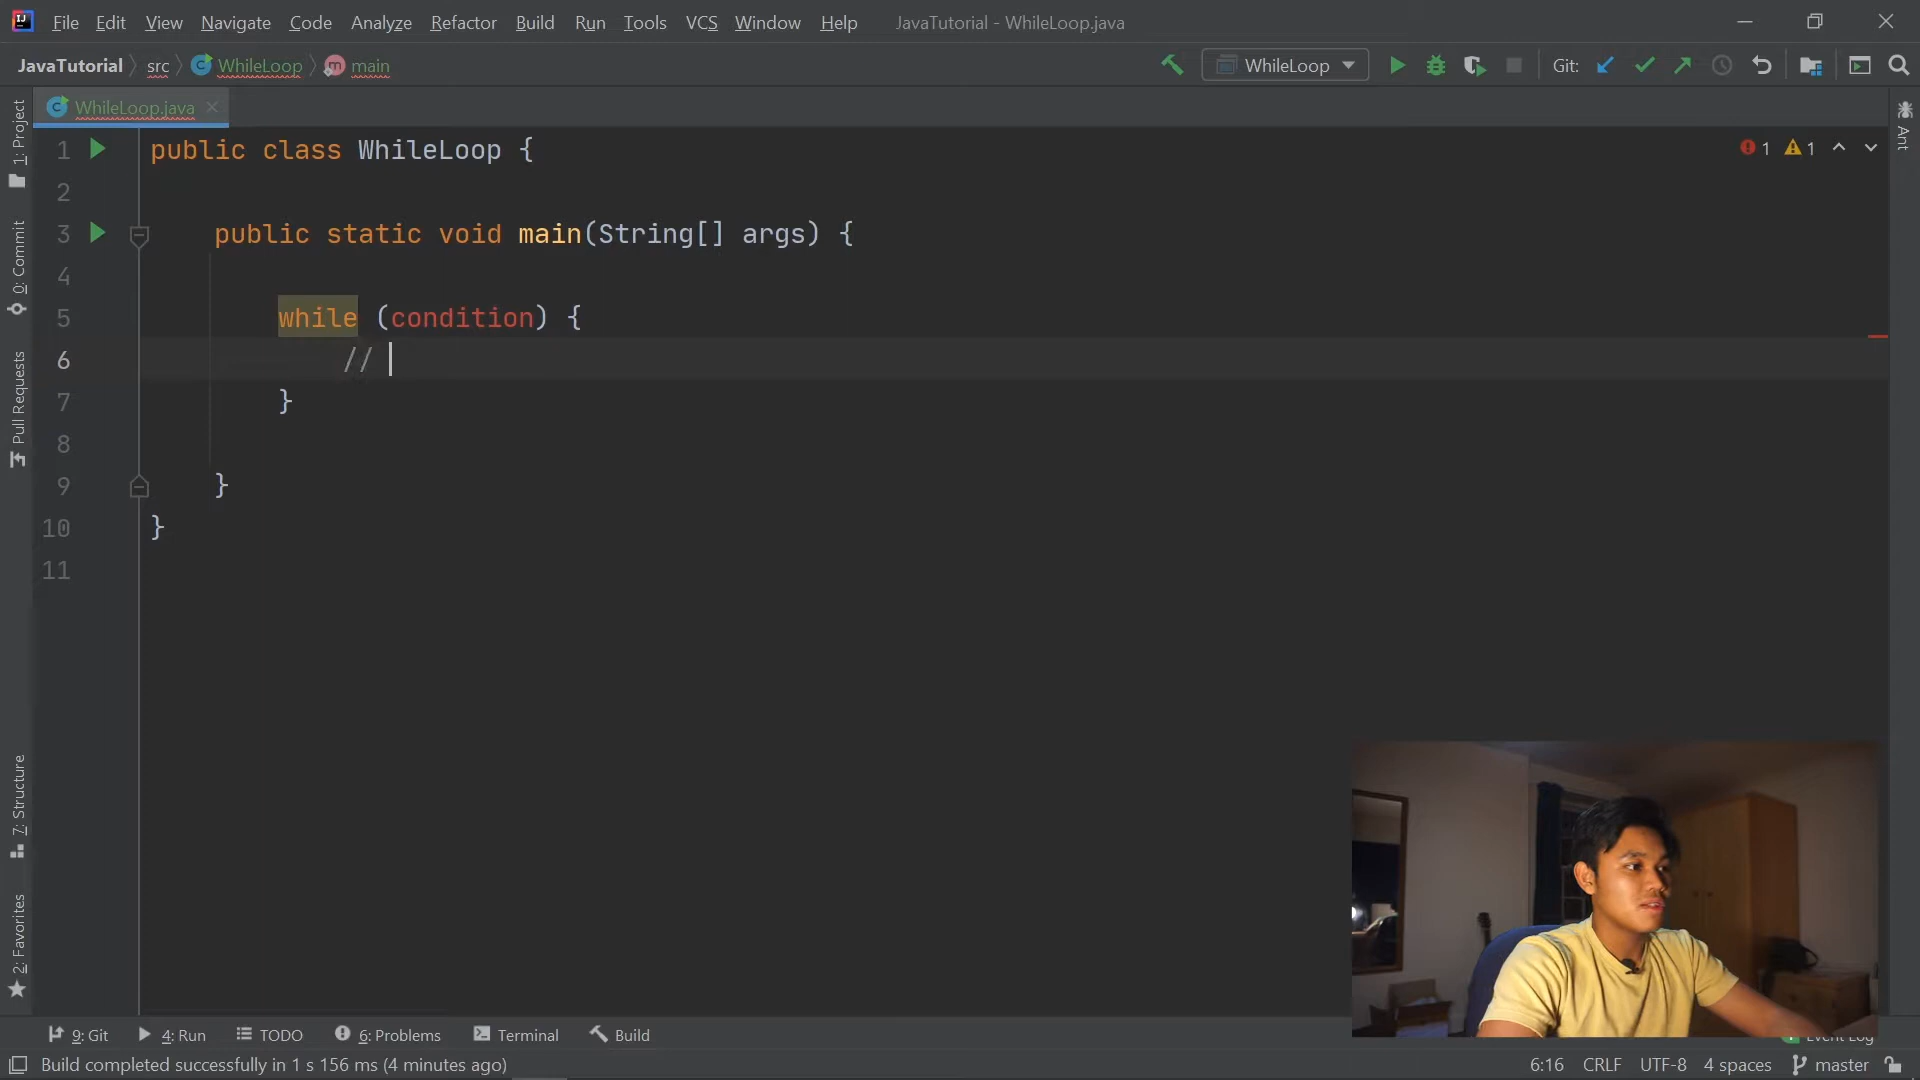 File Edit View Navigate Code Analyze Refactor Build Run Tools VCS Window Help JavaTutorial - WhileLoop.java
JavaTutorial src WhileLoop main WhileLoop Git:
WhileLoop.java
1 public class WhileLoop { 1 1
2
3 public static void main(String[] args) {
4
5 while (condition) {
6 //
7 }
8
9 }
10 }
11
1: Project
0: Commit
Pull Requests
7: Structure
2: Favorites
Ant
9: Git 4: Run TODO 6: Problems Terminal Build Event Log
Build completed successfully in 1 s 156 ms (4 minutes ago) 6:16 CRLF UTF-8 4 spaces master